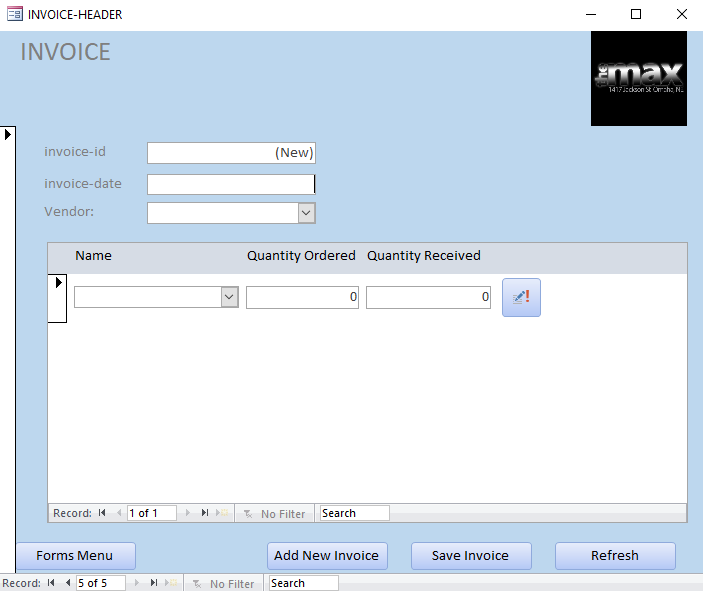 INVOICE-HEADER
INVOICE
the max
1417 Jackson St Omaha, NE
invoice-id (New)
invoice-date
Vendor:
Name Quantity Ordered Quantity Received
0 0
Record: 1 of 1 No Filter Search
Forms Menu Add New Invoice Save Invoice Refresh
Record: 5 of 5 No Filter Search